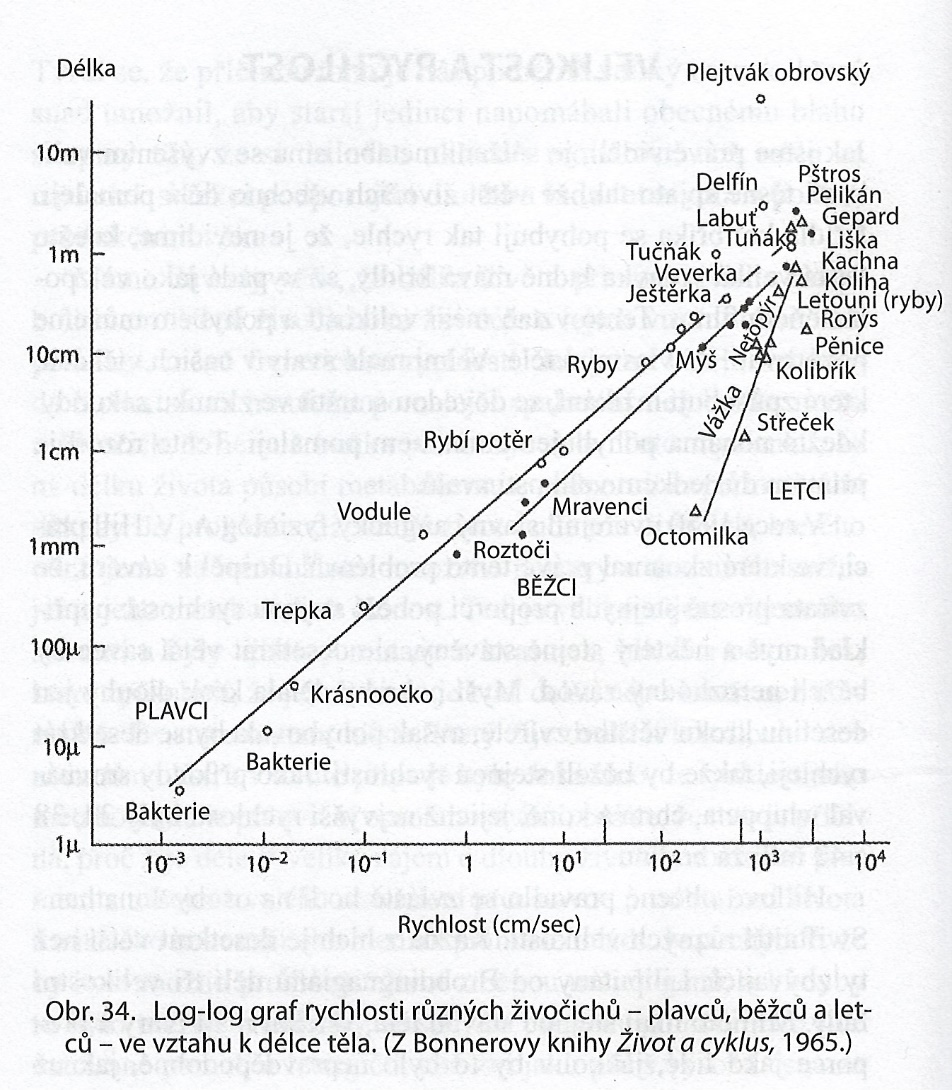 Délka
Plejtvák obrovský
10m
Delfín
Pštros
Pelikán
Labuť
Gepard
Tuňák
Liška
Tučňák
1m
Kachna
Veverka
Koliha
Ještěrka
Letouni (ryby)
Rorýs
Netopýr
Pěnice
10cm
Myš
Ryby
Kolibřík
Vážka
Střeček
Rybí potěr
1cm
LETCI
Vodule
Mravenci
Octomilka
1mm
Roztoči
BĚŽCI
Trepka
100μ
Krásnoočko
PLAVCI
10μ
Bakterie
Bakterie
1μ
10⁻³ 10⁻² 10⁻¹ 1 10¹ 10² 10³ 10⁴
Rychlost (cm/sec)
Obr. 34. Log-log graf rychlosti různých živočichů – plavců, běžců a let-
ců – ve vztahu k délce těla. (Z Bonnerovy knihy Život a cyklus, 1965.)